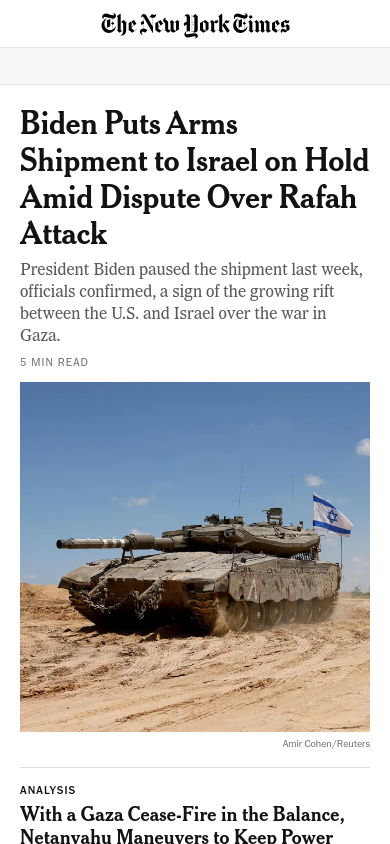 The New York Times
Biden Puts Arms
Shipment to Israel on Hold
Amid Dispute Over Rafah
Attack
President Biden paused the shipment last week,
officials confirmed, a sign of the growing rift
between the U.S. and Israel over the war in
Gaza.
5 MIN READ
Amir Cohen/Reuters
ANALYSIS
With a Gaza Cease-Fire in the Balance,
Netanyahu Maneuvers to Keep Power